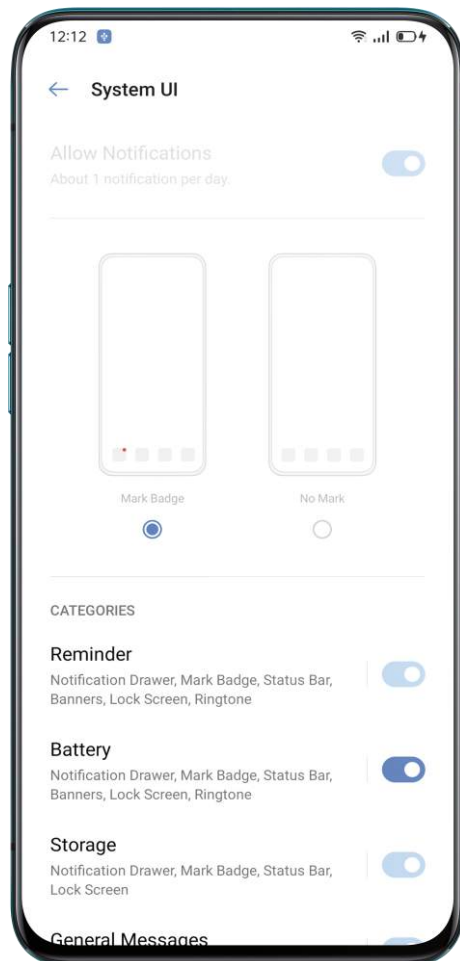 12:12
System UI
Allow Notifications
About 1 notification per day.
Mark Badge
No Mark
CATEGORIES
Reminder
Notification Drawer, Mark Badge, Status Bar,
Banners, Lock Screen, Ringtone
Battery
Notification Drawer, Mark Badge, Status Bar,
Banners, Lock Screen, Ringtone
Storage
Notification Drawer, Mark Badge, Status Bar,
Lock Screen
General Messages